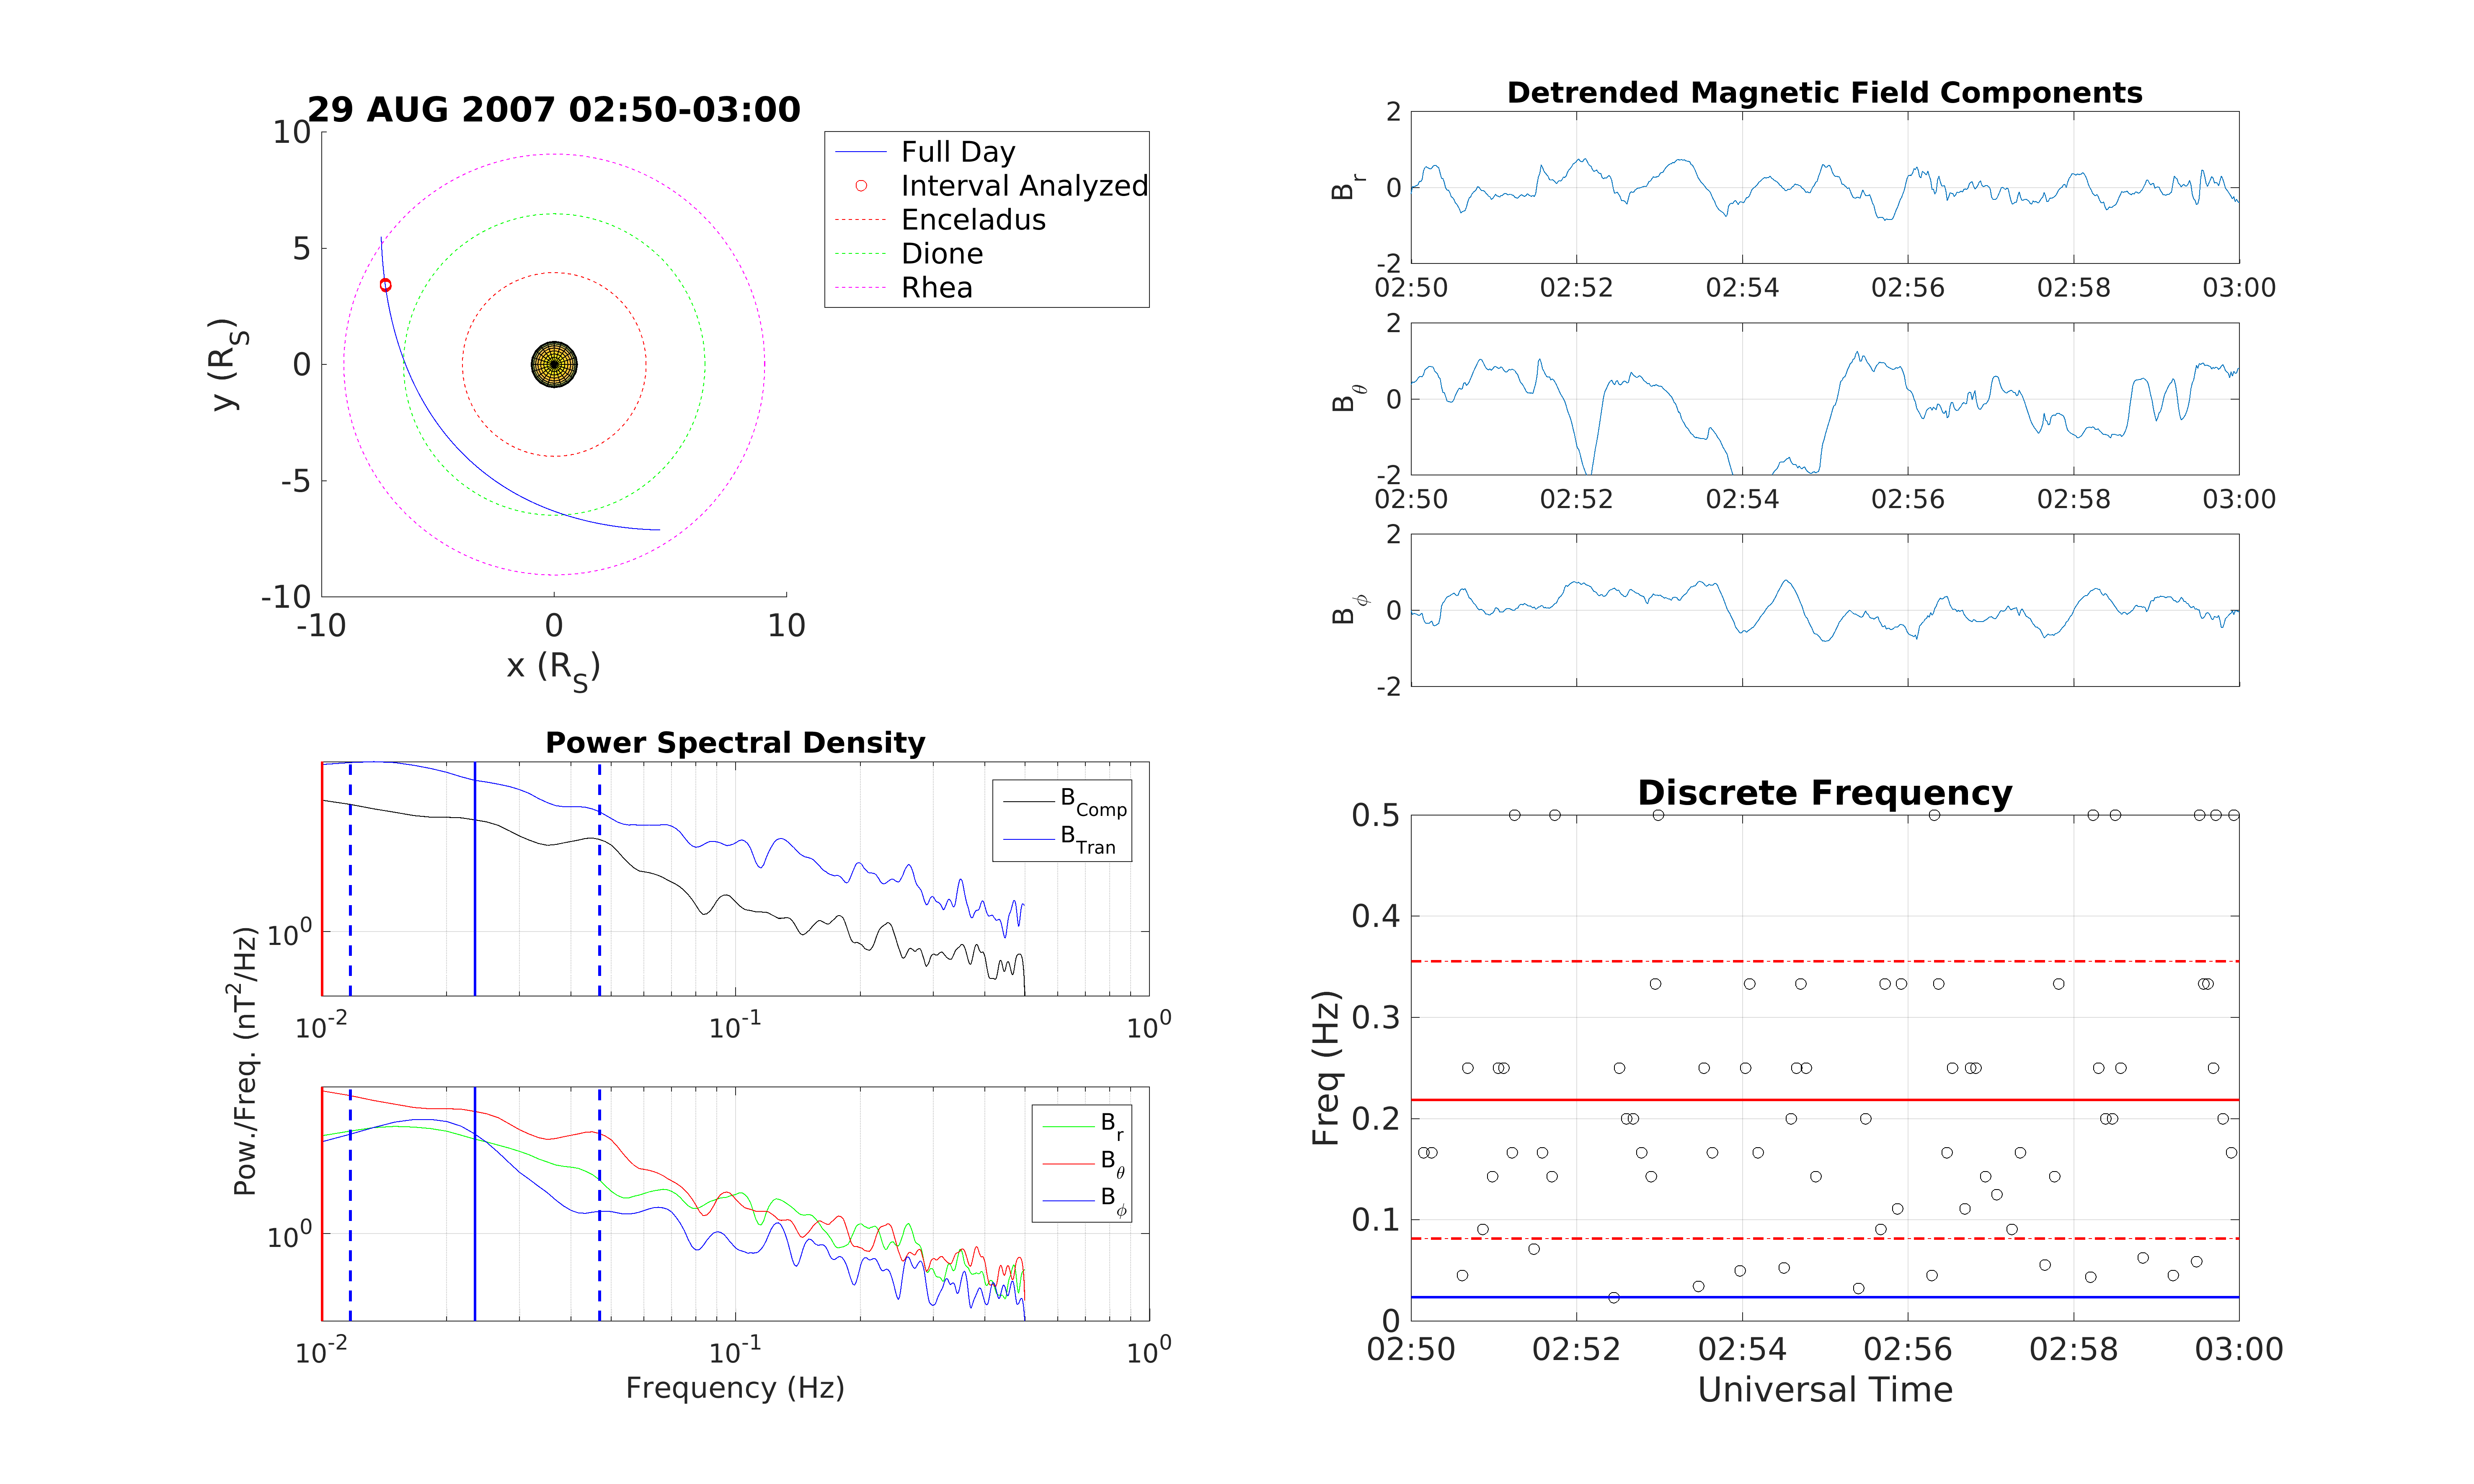 29 AUG 2007 02:50-03:00
10
5
0
-5
-10
-10
0
10
y (R_S)
x (R_S)
Full Day
Interval Analyzed
Enceladus
Dione
Rhea
Detrended Magnetic Field Components
2
0
-2
B_r
02:50
02:52
02:54
02:56
02:58
03:00
2
0
-2
B_θ
02:50
02:52
02:54
02:56
02:58
03:00
2
0
-2
B_ϕ
Power Spectral Density
10^0
B_Comp
B_Tran
10^-2
10^-1
10^0
Pow./Freq. (nT^2/Hz)
10^0
B_r
B_θ
B_ϕ
10^-2
10^-1
10^0
Frequency (Hz)
Discrete Frequency
0.5
0.4
0.3
0.2
0.1
0
Freq (Hz)
02:50
02:52
02:54
02:56
02:58
03:00
Universal Time